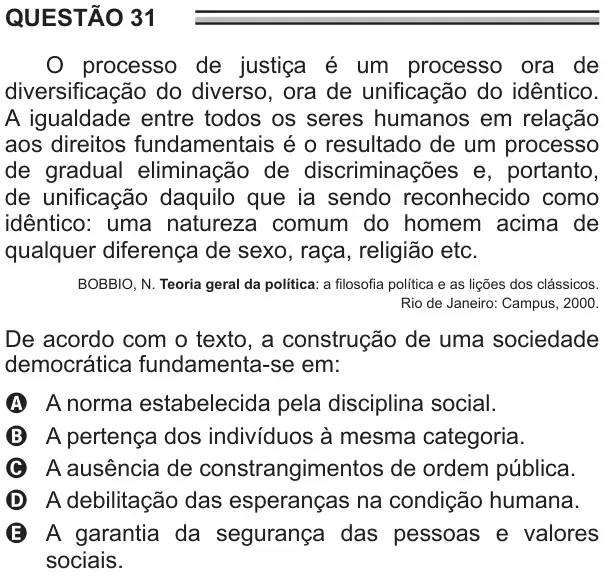 QUESTÃO 31
O processo de justiça é um processo ora de
diversificação do diverso, ora de unificação do idêntico.
A igualdade entre todos os seres humanos em relação
aos direitos fundamentais é o resultado de um processo
de gradual eliminação de discriminações e, portanto,
de unificação daquilo que ia sendo reconhecido como
idêntico: uma natureza comum do homem acima de
qualquer diferença de sexo, raça, religião etc.
BOBBIO, N. Teoria geral da política: a filosofia política e as lições dos clássicos.
Rio de Janeiro: Campus, 2000.
De acordo com o texto, a construção de uma sociedade
democrática fundamenta-se em:
A A norma estabelecida pela disciplina social.
B A pertença dos indivíduos à mesma categoria.
C A ausência de constrangimentos de ordem pública.
D A debilitação das esperanças na condição humana.
E A garantia da segurança das pessoas e valores
sociais.